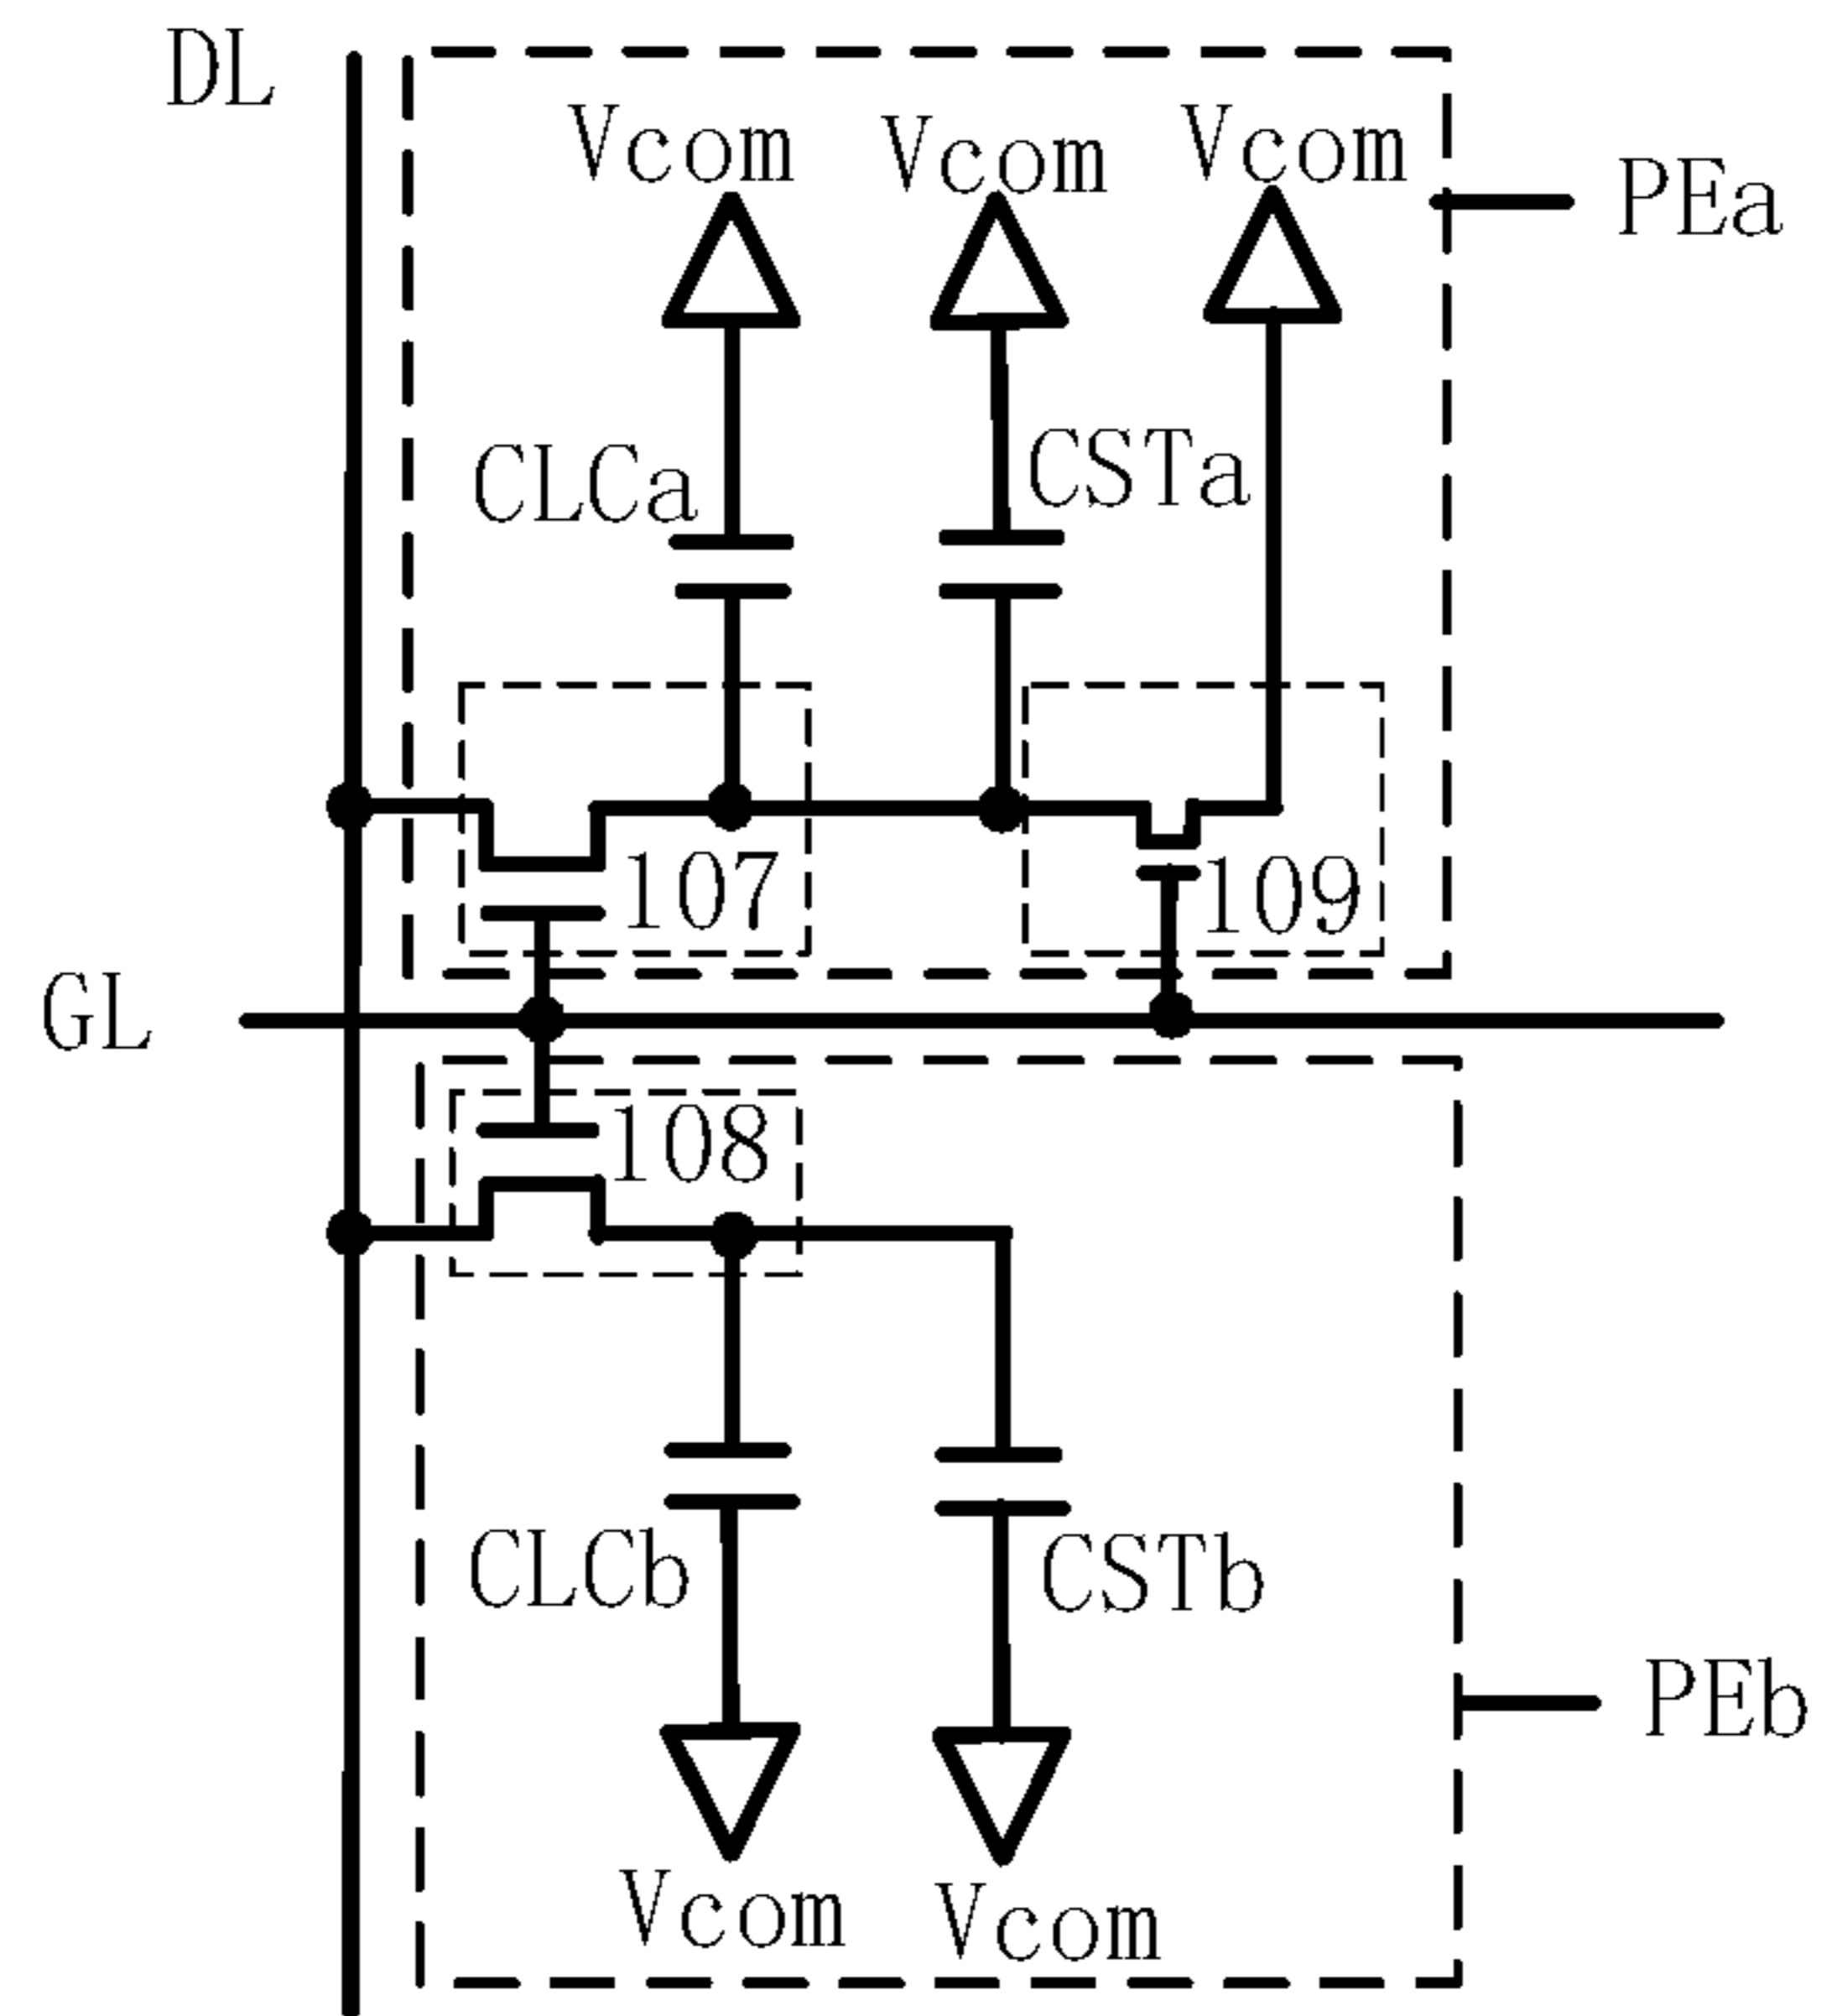 DL
Vcom Vcom Vcom
PEa
CLCa CSTa
107 109
GL
108
CLCb CSTb
PEb
Vcom Vcom